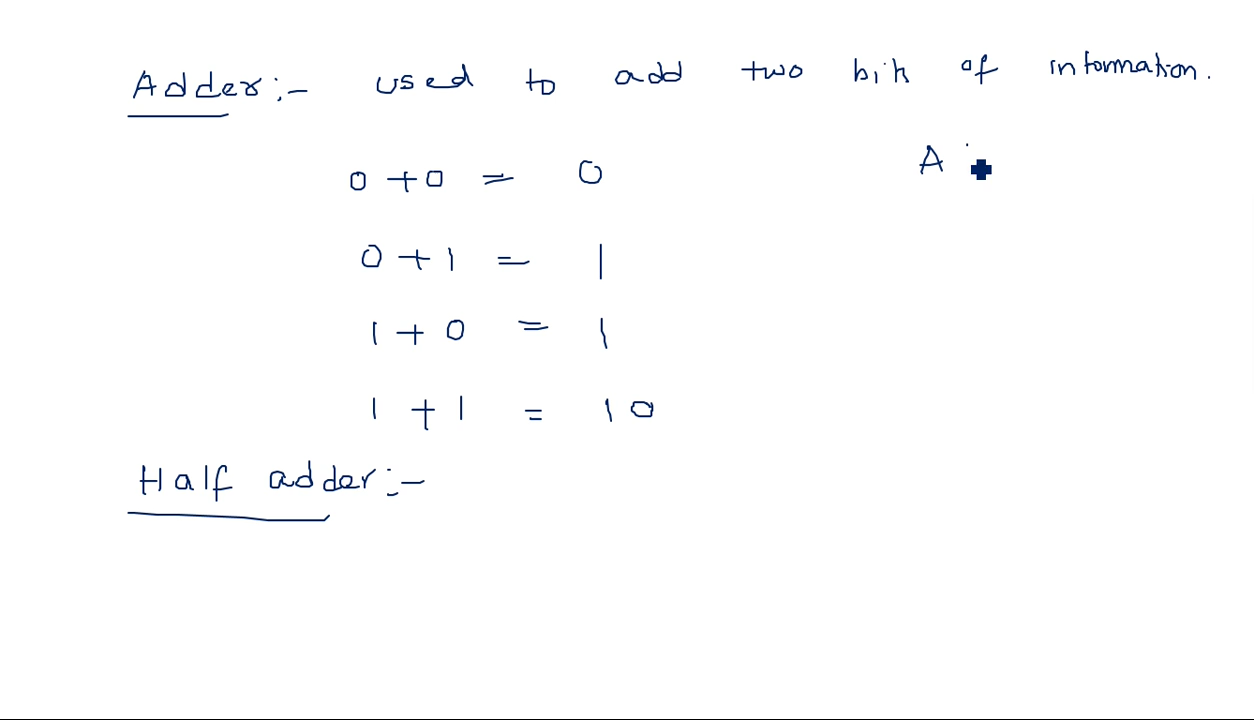 Adder:- used to add two bits of information.
0 + 0 = 0
A
0 + 1 = 1
1 + 0 = 1
1 + 1 = 10
Half adder:-